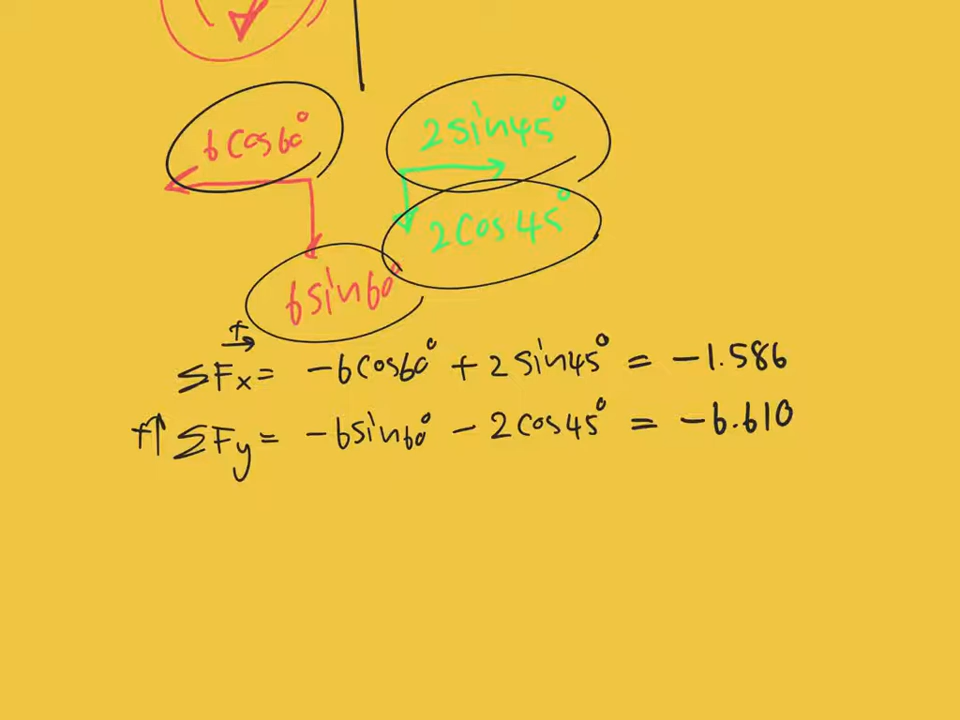 6cos60° 2sin45°
2cos45°
6sin60°
+
ΣFx = -6cos60° + 2sin45° = -1.586
+↑ ΣFy = -6sin60° - 2cos45° = -6.610